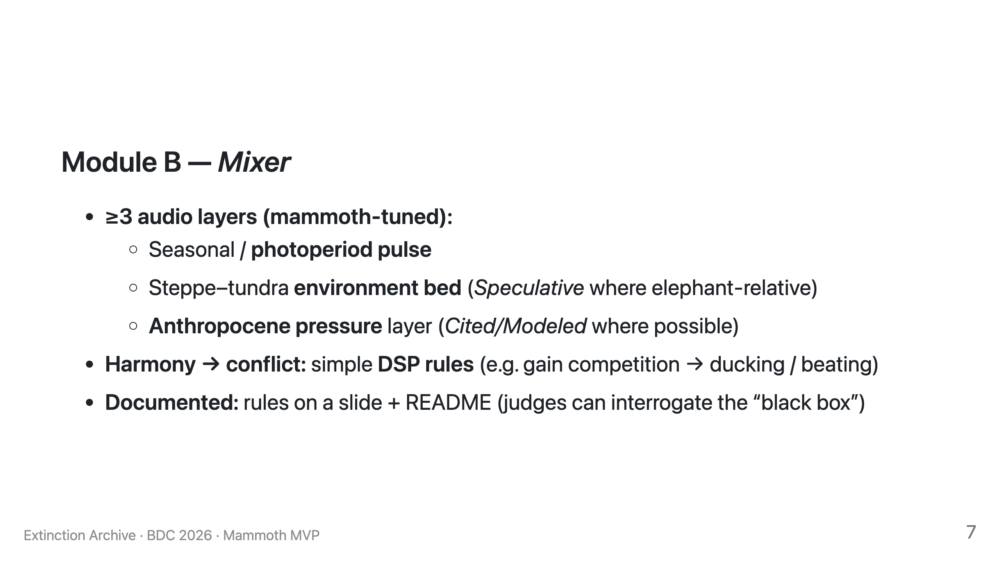 Module B — Mixer
• ≥3 audio layers (mammoth-tuned):
○ Seasonal / photoperiod pulse
○ Steppe–tundra environment bed (Speculative where elephant-relative)
○ Anthropocene pressure layer (Cited/Modeled where possible)
• Harmony → conflict: simple DSP rules (e.g. gain competition → ducking / beating)
• Documented: rules on a slide + README (judges can interrogate the “black box”)
Extinction Archive · BDC 2026 · Mammoth MVP
7